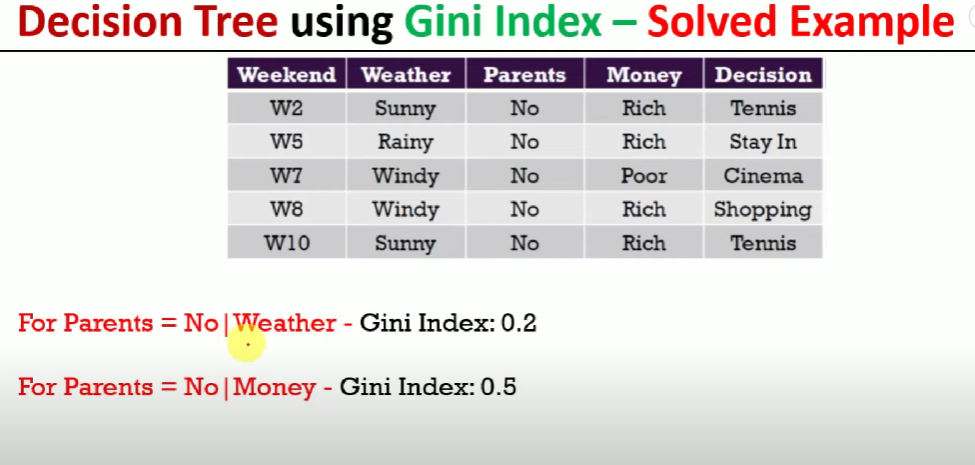 Decision Tree using Gini Index – Solved Example
Weekend Weather Parents Money Decision
W2 Sunny No Rich Tennis
W5 Rainy No Rich Stay In
W7 Windy No Poor Cinema
W8 Windy No Rich Shopping
W10 Sunny No Rich Tennis
For Parents = No|Weather - Gini Index: 0.2
For Parents = No|Money - Gini Index: 0.5